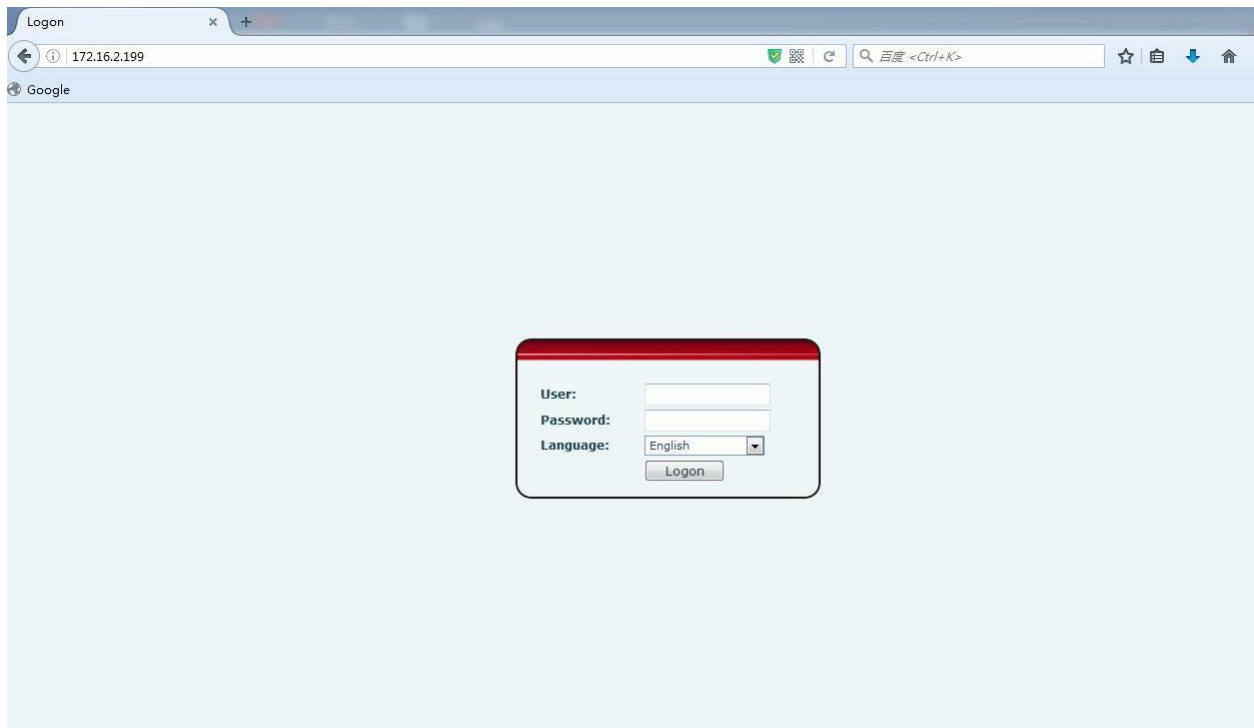 Logon
172.16.2.199
百度 <Ctrl+K>
Google
User:
Password:
Language: English
Logon